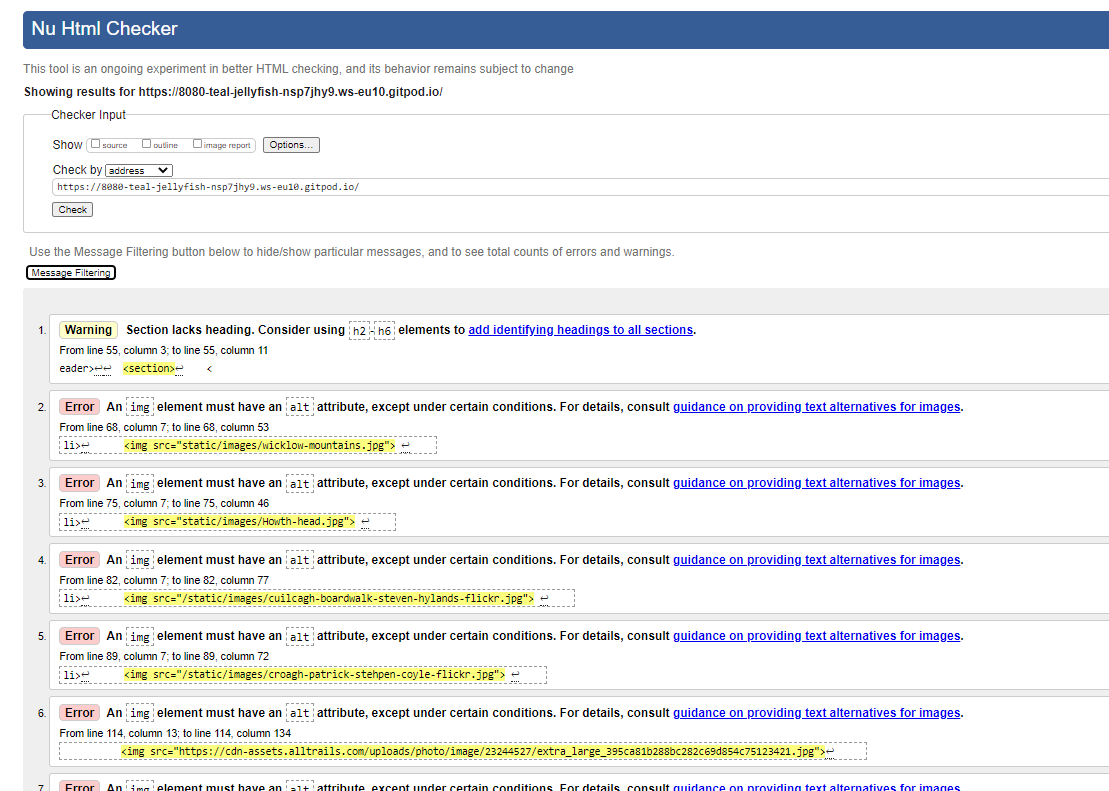 Nu Html Checker
This tool is an ongoing experiment in better HTML checking, and its behavior remains subject to change
Showing results for https://8080-teal-jellyfish-nsp7jhy9.ws-eu10.gitpod.io/
Checker Input
Show source outline image report Options...
Check by address
https://8080-teal-jellyfish-nsp7jhy9.ws-eu10.gitpod.io/
Check
Use the Message Filtering button below to hide/show particular messages, and to see total counts of errors and warnings.
Message Filtering
1. Warning Section lacks heading. Consider using h2-h6 elements to add identifying headings to all sections.
From line 55, column 3; to line 55, column 11
eader>↩↩ <section>↩ <
2. Error An img element must have an alt attribute, except under certain conditions. For details, consult guidance on providing text alternatives for images.
From line 68, column 7; to line 68, column 53
li>↩ <img src="static/images/wicklow-mountains.jpg"> ↩
3. Error An img element must have an alt attribute, except under certain conditions. For details, consult guidance on providing text alternatives for images.
From line 75, column 7; to line 75, column 46
li>↩ <img src="static/images/Howth-head.jpg"> ↩
4. Error An img element must have an alt attribute, except under certain conditions. For details, consult guidance on providing text alternatives for images.
From line 82, column 7; to line 82, column 77
li>↩ <img src="/static/images/cuilcagh-boardwalk-steven-hylands-flickr.jpg"> ↩
5. Error An img element must have an alt attribute, except under certain conditions. For details, consult guidance on providing text alternatives for images.
From line 89, column 7; to line 89, column 72
li>↩ <img src="/static/images/croagh-patrick-stehpen-coyle-flickr.jpg"> ↩
6. Error An img element must have an alt attribute, except under certain conditions. For details, consult guidance on providing text alternatives for images.
From line 114, column 13; to line 114, column 134
<img src="https://cdn-assets.alltrails.com/uploads/photo/image/23244527/extra_large_395ca81b288bc282c69d854c75123421.jpg">↩
7. Error An img element must have an alt attribute, except under certain conditions. For details, consult guidance on providing text alternatives for images.